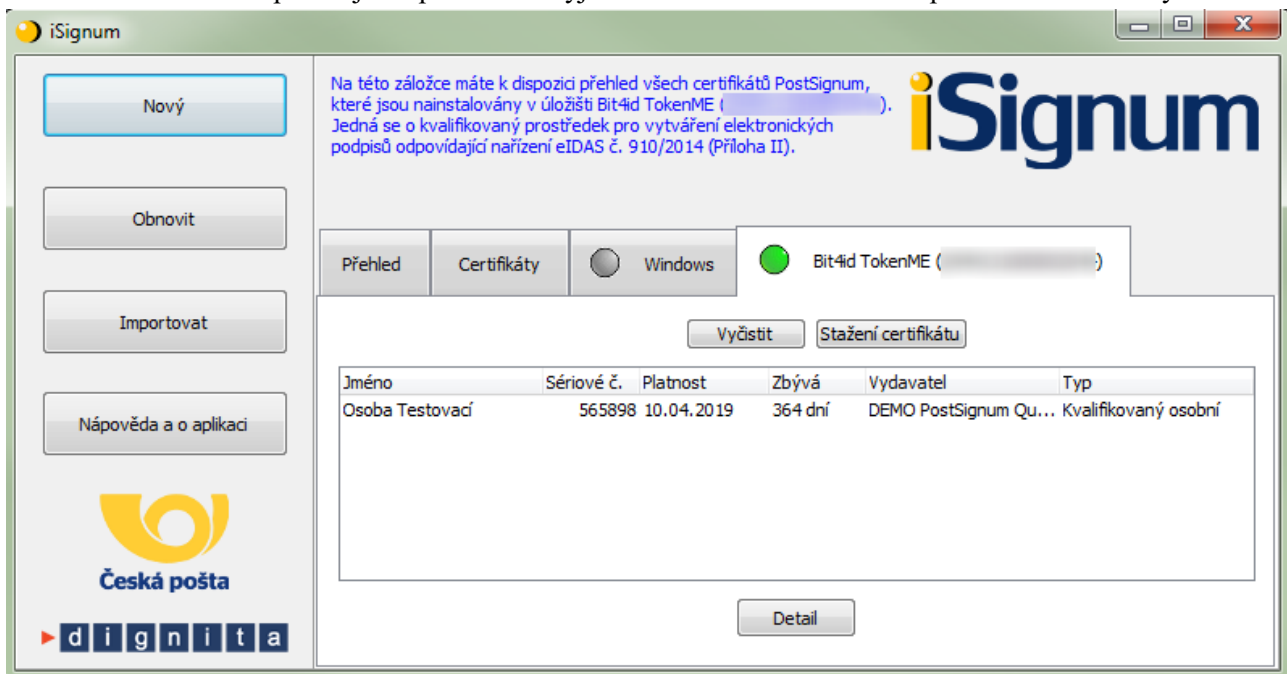 iSignum
Nový
Obnovit
Importovat
Nápověda a o aplikaci
Česká pošta
dignita
Na této záložce máte k dispozici přehled všech certifikátů PostSignum,
které jsou nainstalovány v úložišti Bit4id TokenME ( ).
Jedná se o kvalifikovaný prostředek pro vytváření elektronických
podpisů odpovídající nařízení eIDAS č. 910/2014 (Příloha II).
iSignum
Přehled Certifikáty Windows Bit4id TokenME ( )
Vyčistit Stažení certifikátu
Jméno Sériové č. Platnost Zbývá Vydavatel Typ
Osoba Testovací 565898 10.04.2019 364 dní DEMO PostSignum Qu... Kvalifikovaný osobní
Detail